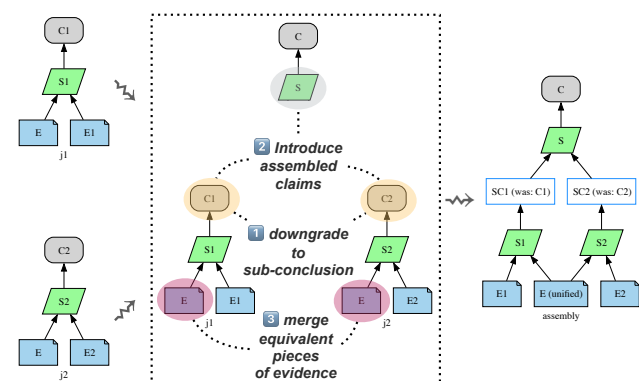 C1
S1
E E1
j1
C2
S2
E E2
j2
C
S
2 Introduce
assembled
claims
C1 C2
1 downgrade
to
sub-conclusion
S1 S2
E E1 E E2
j1 j2
3 merge
equivalent
pieces
of evidence
C
S
SC1 (was: C1) SC2 (was: C2)
S1 S2
E1 E (unified) E2
assembly